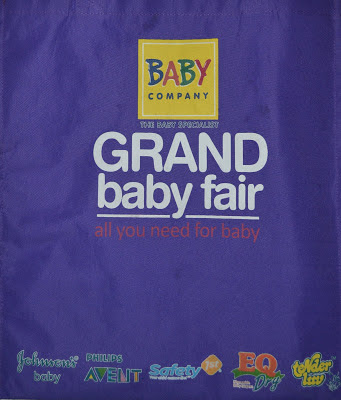 BABY
COMPANY
THE BABY SPECIALIST
GRAND
baby fair
all you need for baby
Johnson's
baby
PHILIPS
AVENT
Safety 1st
EQ
Dry
tender
luv